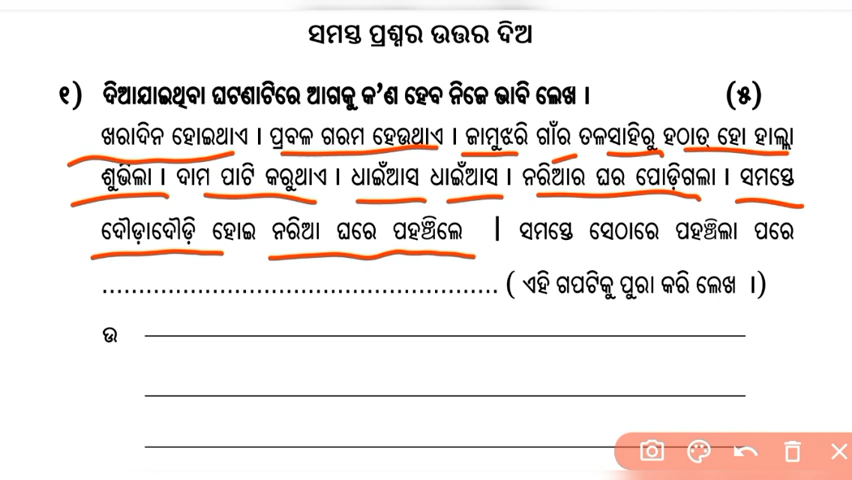 ସମସ୍ତ ପ୍ରଶ୍ନର ଉତ୍ତର ଦିଅ
୧) ଦିଆଯାଇଥିବା ଘଟଣାଟିରେ ଆଗକୁ କ'ଣ ହେବ ନିଜେ ଭାବି ଲେଖ । (୫)
ଖରାଦିନ ହୋଇଥାଏ । ପ୍ରବଳ ଗରମ ହେଉଥାଏ । ଜାମୁଝରି ଗାଁର ତଳସାହିରୁ ହଠାତ୍ ହୋ ହାଲ୍ଲା
ଶୁଭିଲା । ଦାମ ପାଟି କରୁଥାଏ । ଧାଇଁଆସ ଧାଇଁଆସ । ନରିଆର ଘର ପୋଡ଼ିଗଲା । ସମସ୍ତେ
ଦୌଡ଼ାଦୌଡ଼ି ହୋଇ ନରିଆ ଘରେ ପହଞ୍ଚିଲେ | ସମସ୍ତେ ସେଠାରେ ପହଞ୍ଚିଲା ପରେ
...................................................... ( ଏହି ଗପଟିକୁ ପୁରା କରି ଲେଖ ।)
ଉ